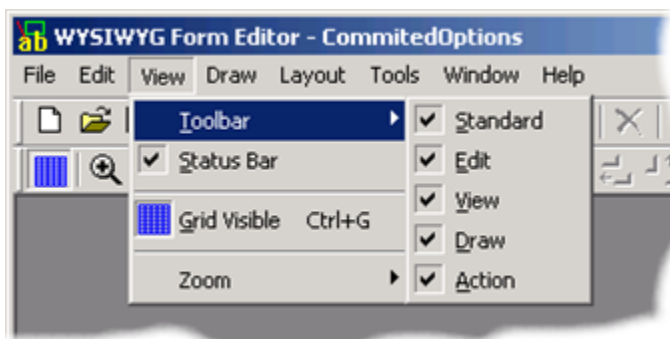 ab WYSIWYG Form Editor - CommitedOptions
File Edit View Draw Layout Tools Window Help
Toolbar
Status Bar
Grid Visible Ctrl+G
Zoom
Standard
Edit
View
Draw
Action